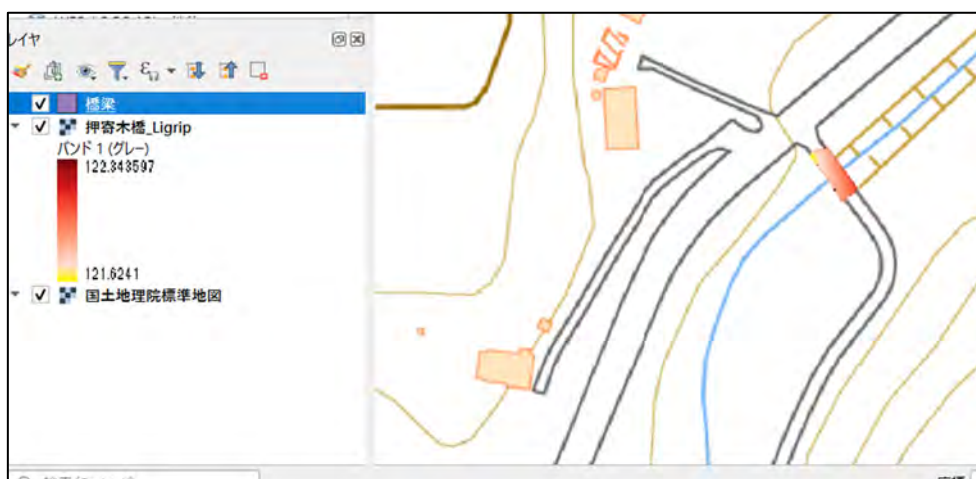 レイヤ
橋梁
押寄木橋_Ligrip
バンド 1 (グレー)
122.343597
121.6241
国土地理院標準地図